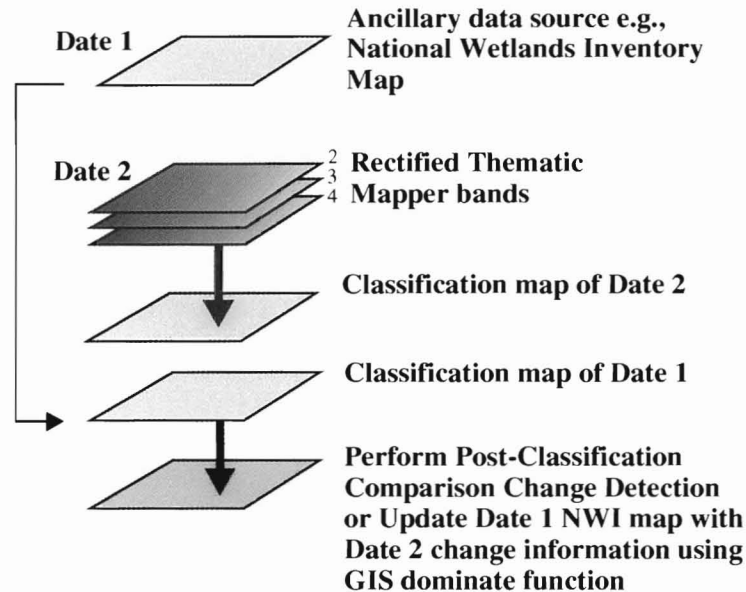 Date 1
Ancillary data source e.g.,
National Wetlands Inventory
Map
Date 2
2
3
4
Rectified Thematic
Mapper bands
Classification map of Date 2
Classification map of Date 1
Perform Post-Classification
Comparison Change Detection
or Update Date 1 NWI map with
Date 2 change information using
GIS dominate function